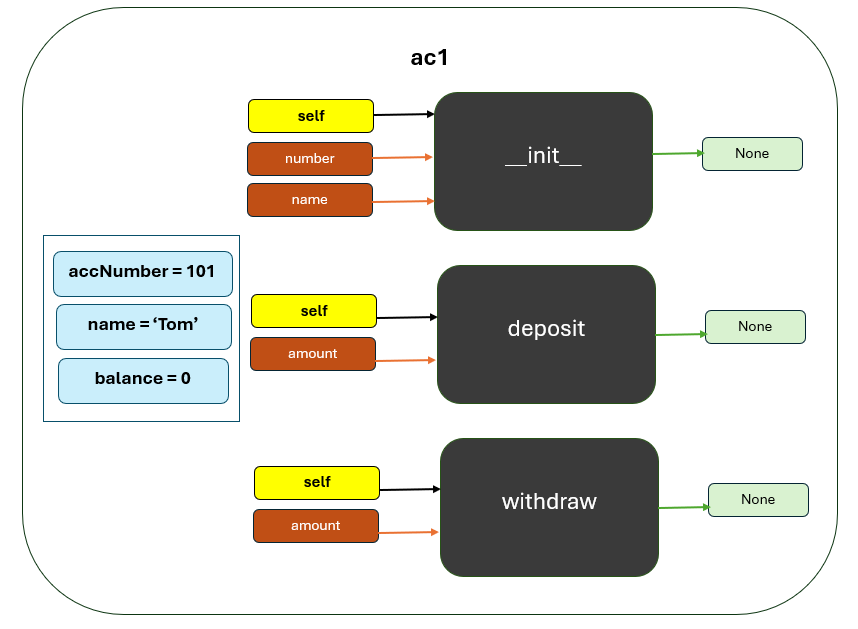 ac1
self
number
name
__init__
None
accNumber = 101
name = ‘Tom’
balance = 0
self
amount
deposit
None
self
amount
withdraw
None